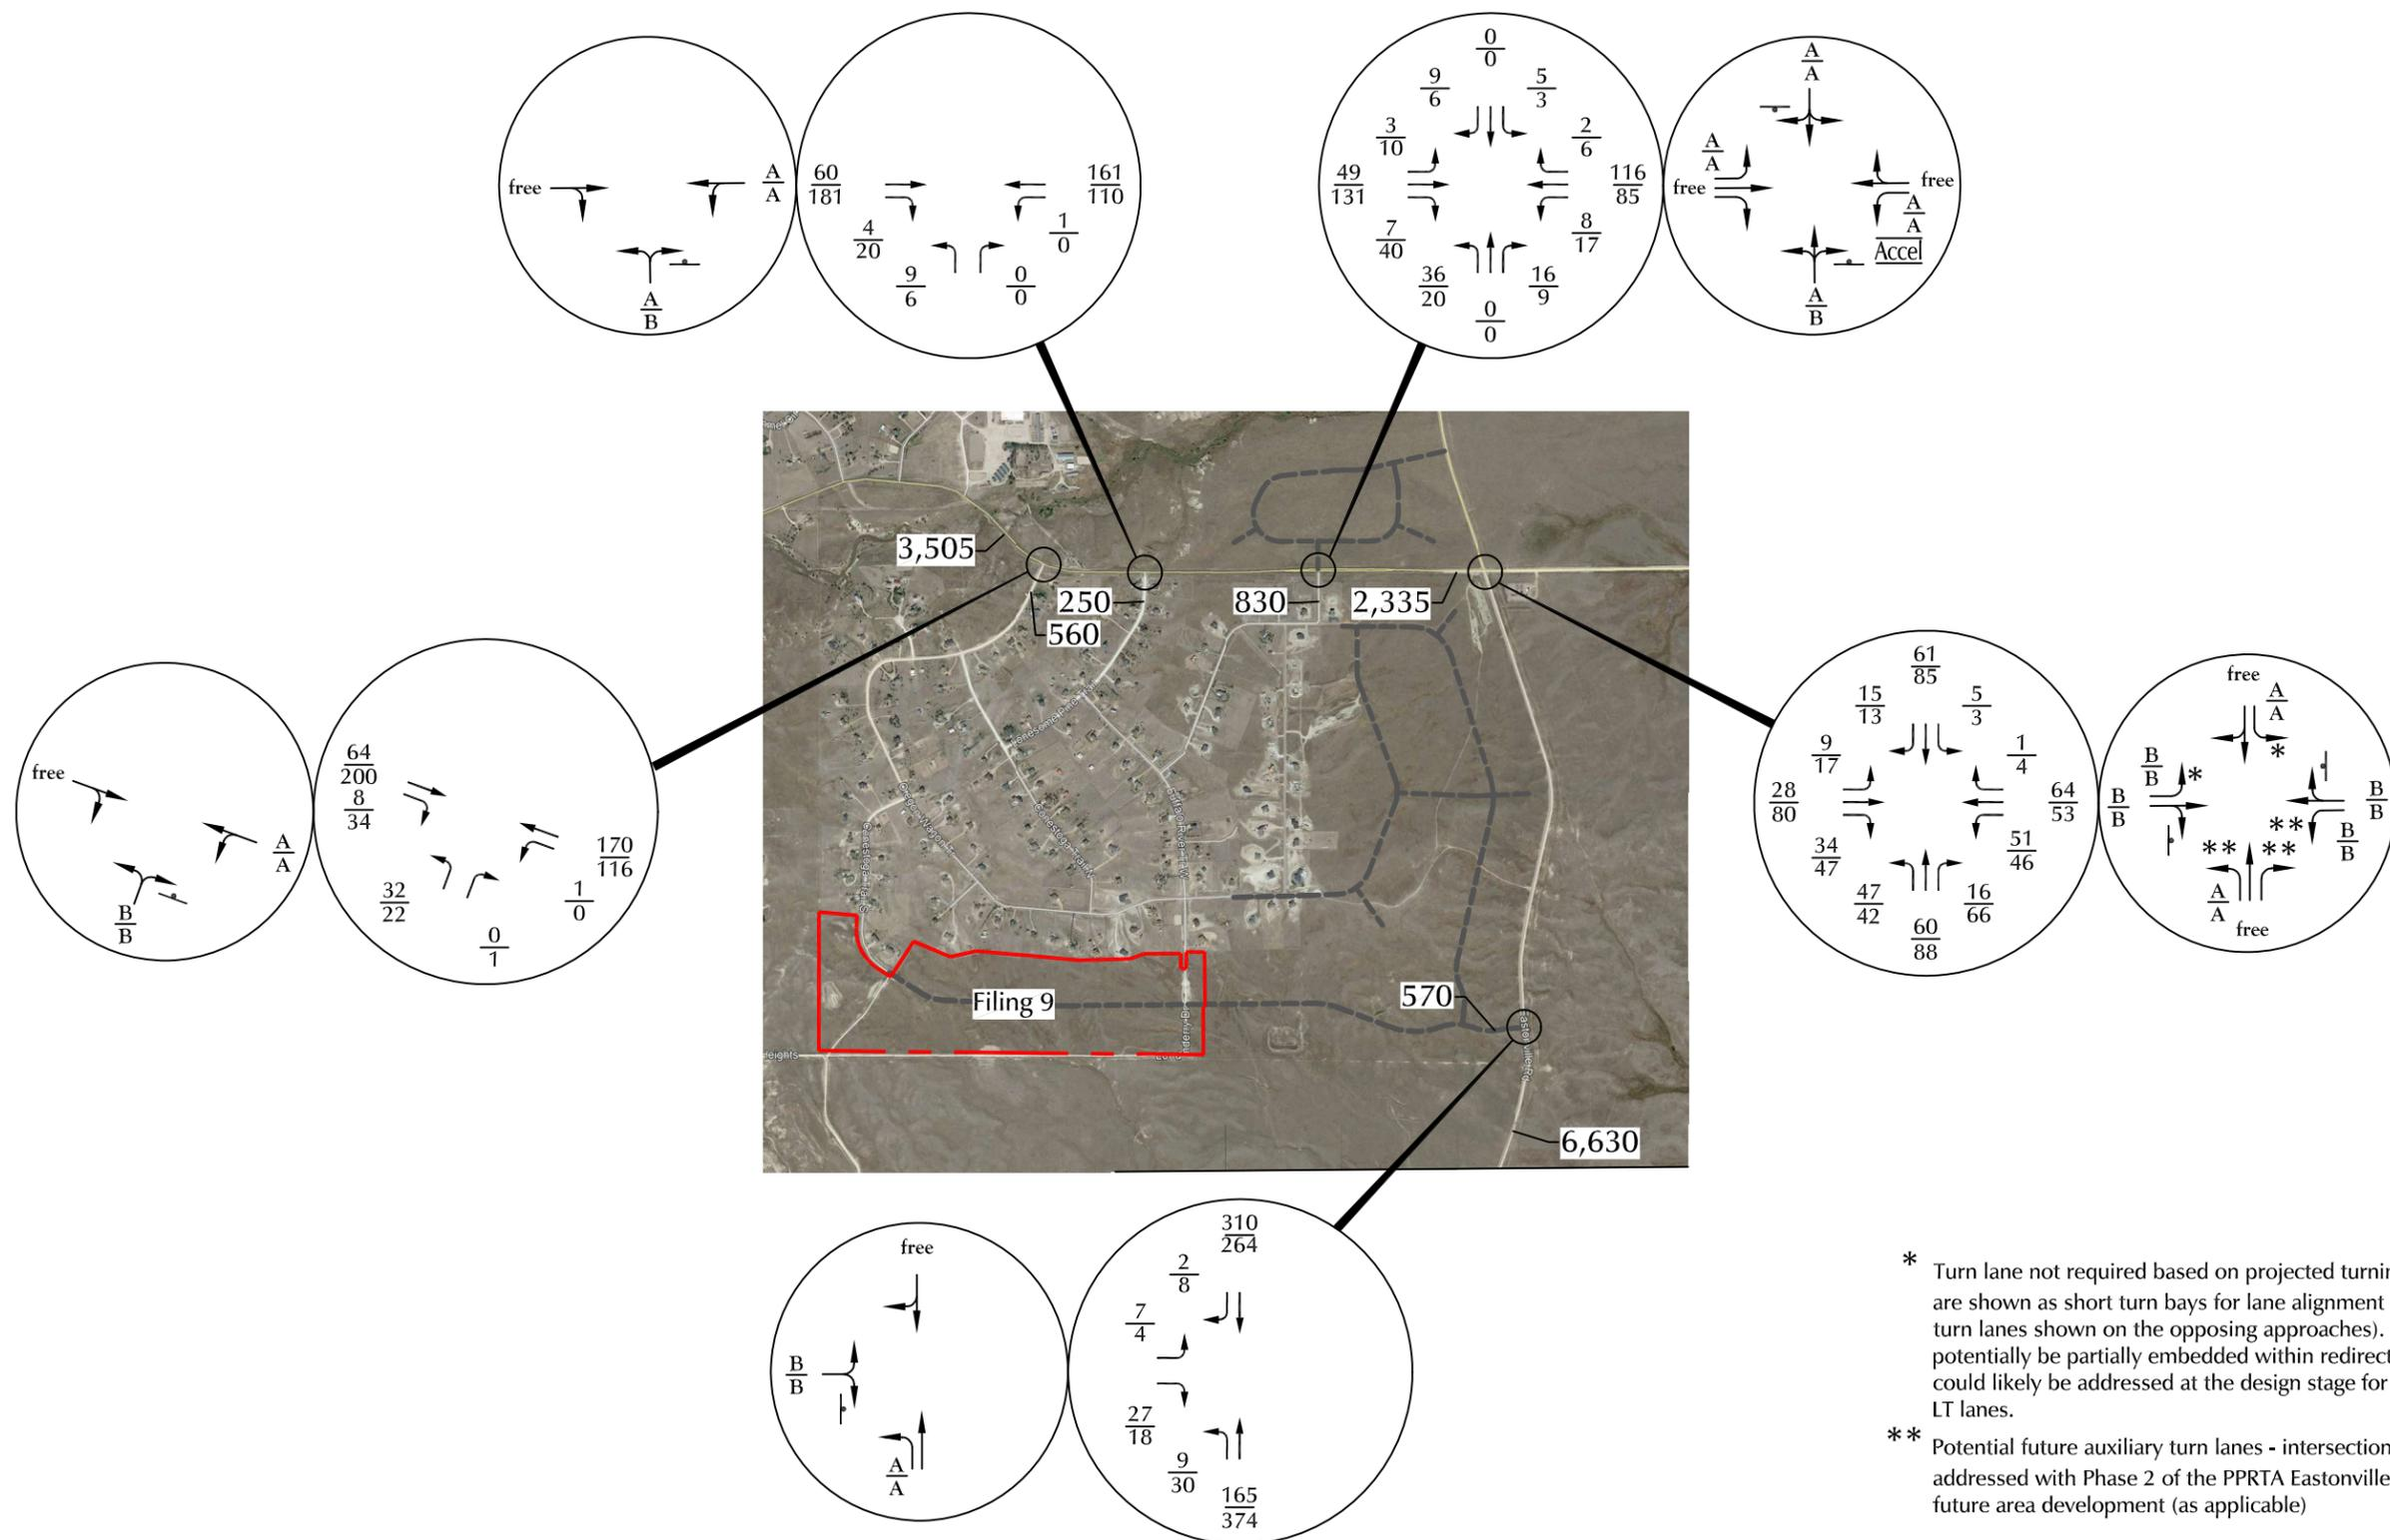 free
A
A
A
B
60
181
4
20
9
6
161
110
1
0
0
0
0
0
9
6
5
3
3
10
2
6
49
131
116
85
7
40
8
17
36
20
16
9
0
0
A
A
A
A
free
free
A
A
Accel
A
B
3,505
250
560
830
2,335
Filing 9
570
6,630
free
A
A
B
B
64
200
8
34
170
116
1
0
32
22
0
1
61
85
15
13
5
3
9
17
1
4
28
80
64
53
34
47
51
46
47
42
16
66
60
88
free
A
A
*
B
B
*
B
B
B
B
**
B
B
** **
A
A
free
free
B
B
A
A
310
264
2
8
7
4
27
18
9
30
165
374
* Turn lane not required based on projected turnin
are shown as short turn bays for lane alignment
turn lanes shown on the opposing approaches).
potentially be partially embedded within redirect
could likely be addressed at the design stage for
LT lanes.
** Potential future auxiliary turn lanes - intersection
addressed with Phase 2 of the PPRTA Eastonville
future area development (as applicable)